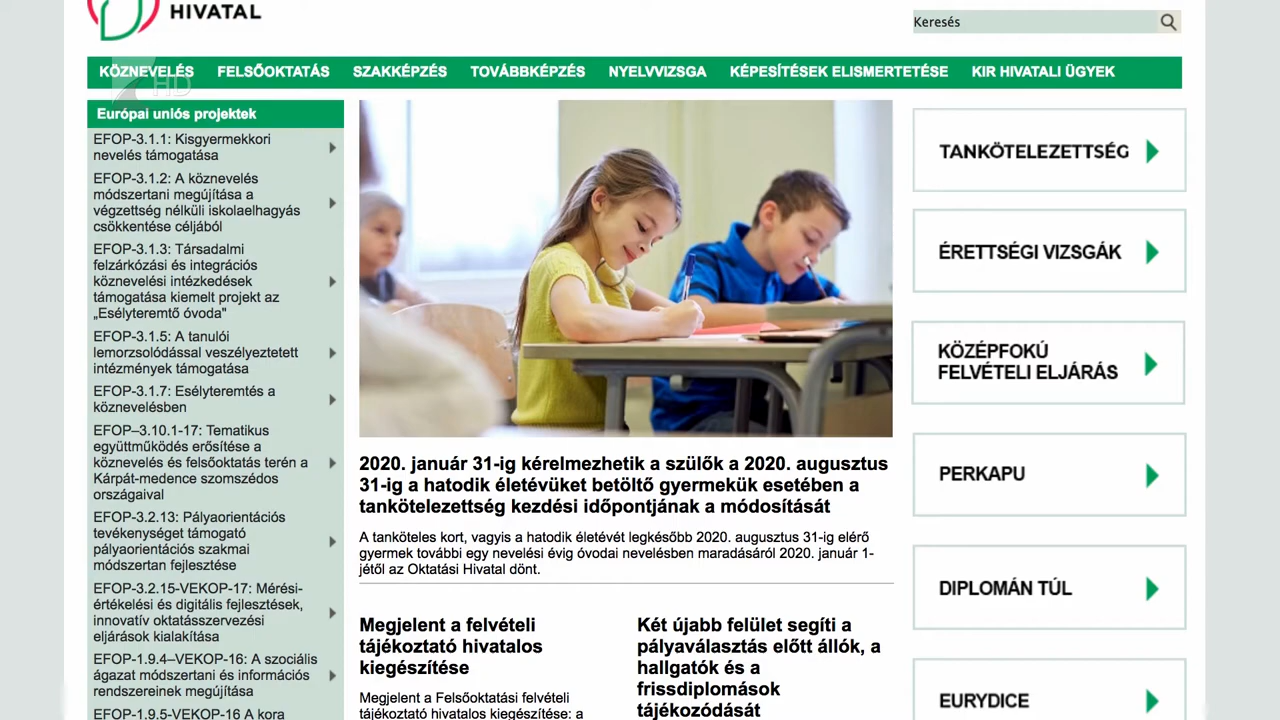 HIVATAL
Keresés
KÖZNEVELÉS FELSŐOKTATÁS SZAKKÉPZÉS TOVÁBBKÉPZÉS NYELVVIZSGA KÉPESÍTÉSEK ELISMERTETÉSE KIR HIVATALI ÜGYEK
HD
Európai uniós projektek
EFOP-3.1.1: Kisgyermekkori
nevelés támogatása
EFOP-3.1.2: A köznevelés
módszertani megújítása a
végzettség nélküli iskolaelhagyás
csökkentése céljából
EFOP-3.1.3: Társadalmi
felzárkózási és integrációs
köznevelési intézkedések
támogatása kiemelt projekt az
„Esélyteremtő óvoda"
EFOP-3.1.5: A tanulói
lemorzsolódással veszélyeztetett
intézmények támogatása
EFOP-3.1.7: Esélyteremtés a
köznevelésben
EFOP–3.10.1-17: Tematikus
együttműködés erősítése a
köznevelés és felsőoktatás terén a
Kárpát-medence szomszédos
országaival
EFOP-3.2.13: Pályaorientációs
tevékenységet támogató
pályaorientációs szakmai
módszertan fejlesztése
EFOP-3.2.15-VEKOP-17: Mérési-
értékelési és digitális fejlesztések,
innovatív oktatásszervezési
eljárások kialakítása
EFOP-1.9.4–VEKOP-16: A szociális
ágazat módszertani és információs
rendszereinek megújítása
EFOP-1.9.5-VEKOP-16 A kora
2020. január 31-ig kérelmezhetik a szülők a 2020. augusztus
31-ig a hatodik életévüket betöltő gyermekük esetében a
tankötelezettség kezdési időpontjának a módosítását
A tanköteles kort, vagyis a hatodik életévét legkésőbb 2020. augusztus 31-ig elérő
gyermek további egy nevelési évig óvodai nevelésben maradásáról 2020. január 1-
jétől az Oktatási Hivatal dönt.
Megjelent a felvételi
tájékoztató hivatalos
kiegészítése
Megjelent a Felsőoktatási felvételi
tájékoztató hivatalos kiegészítése: a
Két újabb felület segíti a
pályaválasztás előtt állók, a
hallgatók és a
frissdiplomások
tájékozódását
TANKÖTELEZETTSÉG
ÉRETTSÉGI VIZSGÁK
KÖZÉPFOKÚ
FELVÉTELI ELJÁRÁS
PERKAPU
DIPLOMÁN TÚL
EURYDICE